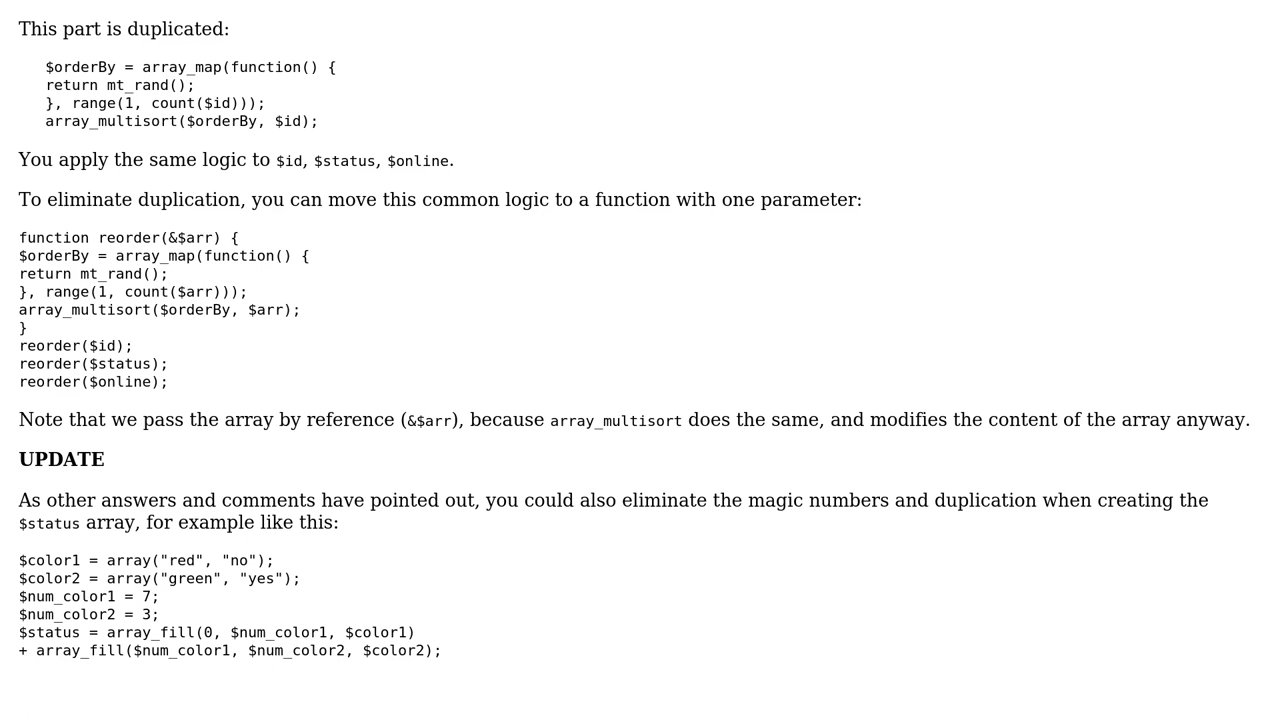 This part is duplicated:
$orderBy = array_map(function() {
return mt_rand();
}, range(1, count($id)));
array_multisort($orderBy, $id);
You apply the same logic to $id, $status, $online.
To eliminate duplication, you can move this common logic to a function with one parameter:
function reorder(&$arr) {
$orderBy = array_map(function() {
return mt_rand();
}, range(1, count($arr)));
array_multisort($orderBy, $arr);
}
reorder($id);
reorder($status);
reorder($online);
Note that we pass the array by reference (&$arr), because array_multisort does the same, and modifies the content of the array anyway.
UPDATE
As other answers and comments have pointed out, you could also eliminate the magic numbers and duplication when creating the
$status array, for example like this:
$color1 = array("red", "no");
$color2 = array("green", "yes");
$num_color1 = 7;
$num_color2 = 3;
$status = array_fill(0, $num_color1, $color1)
+ array_fill($num_color1, $num_color2, $color2);